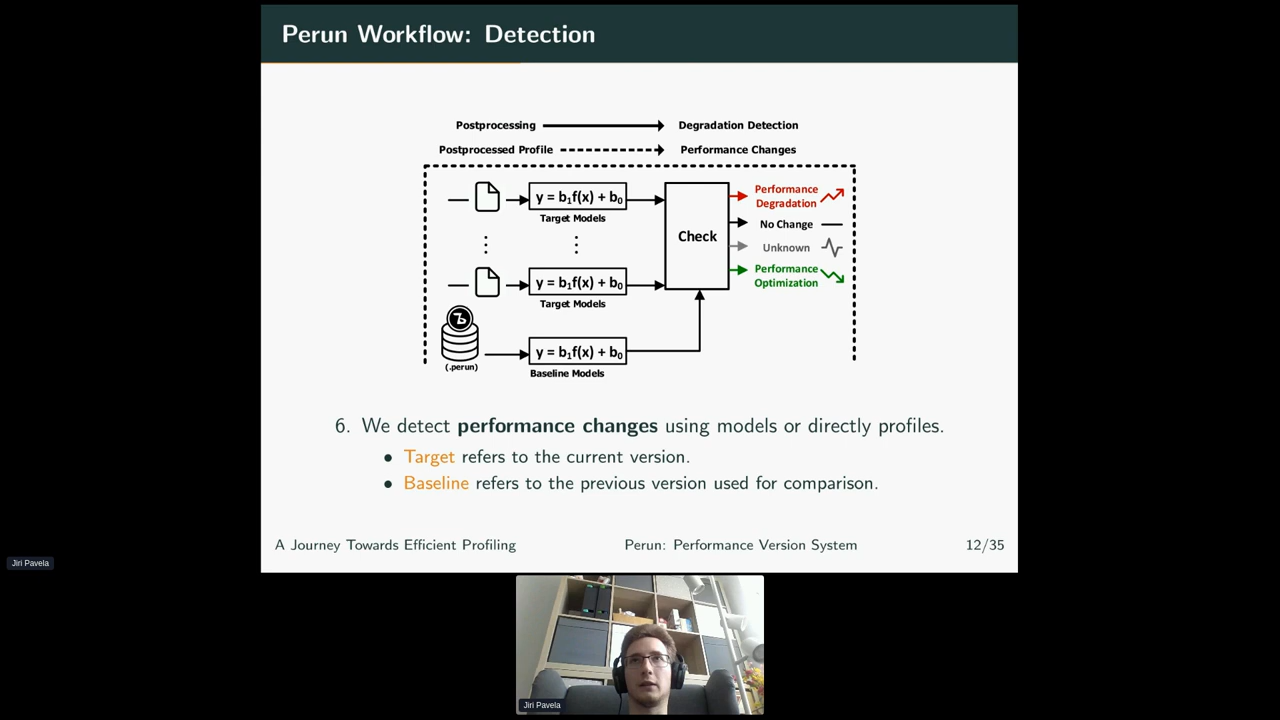 Perun Workflow: Detection
Postprocessing Degradation Detection
Postprocessed Profile Performance Changes
y = b₁f(x) + b₀
Target Models
Check
Performance
Degradation
No Change
Unknown
Performance
Optimization
y = b₁f(x) + b₀
Target Models
(.perun)
y = b₁f(x) + b₀
Baseline Models
6. We detect performance changes using models or directly profiles.
• Target refers to the current version.
• Baseline refers to the previous version used for comparison.
A Journey Towards Efficient Profiling Perun: Performance Version System 12/35
Jiri Pavela
Jiri Pavela